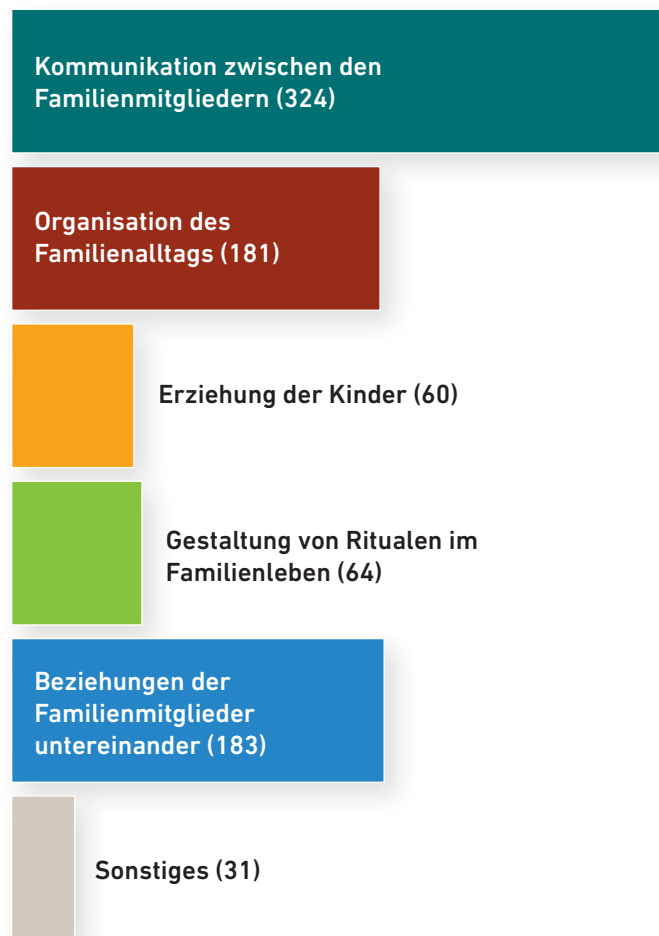 Kommunikation zwischen den
Familienmitgliedern (324)
Organisation des
Familienalltags (181)
Erziehung der Kinder (60)
Gestaltung von Ritualen im
Familienleben (64)
Beziehungen der
Familienmitglieder
untereinander (183)
Sonstiges (31)